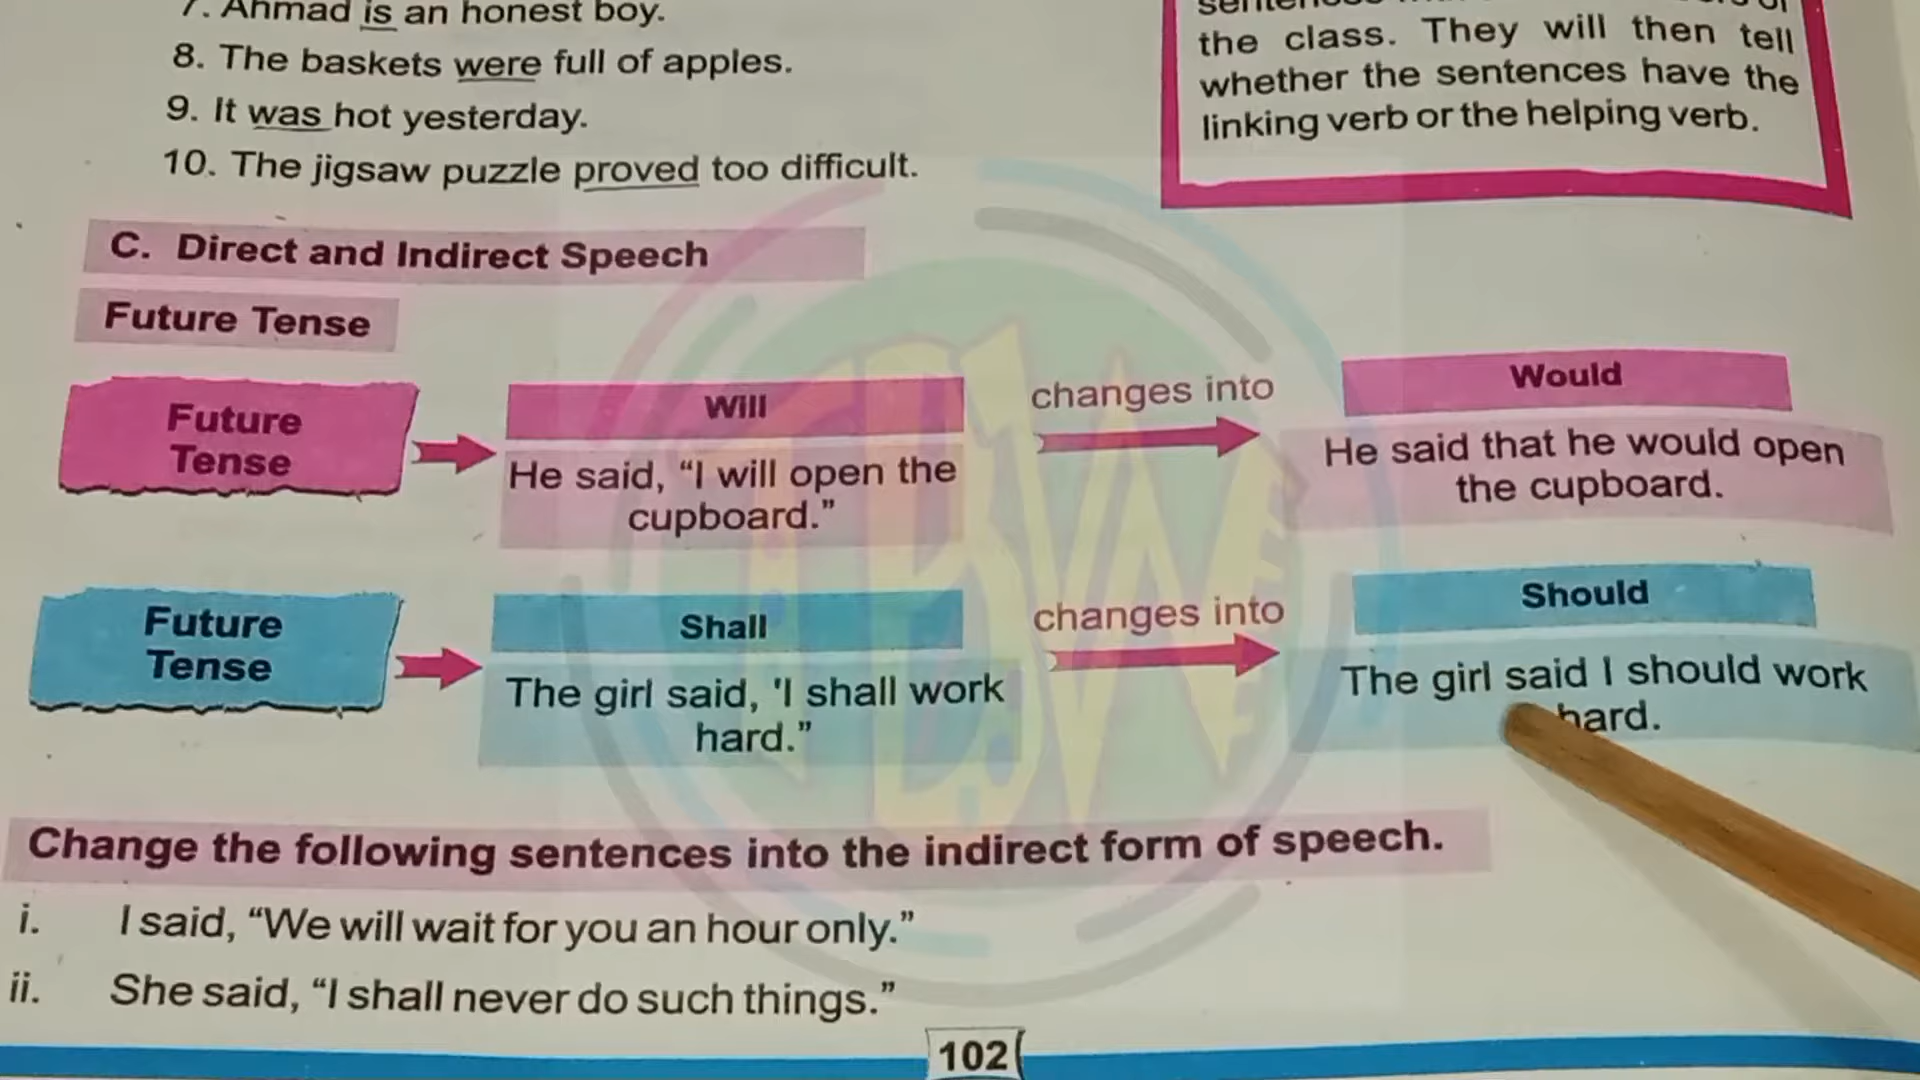 7. Ahmad is an honest boy.
8. The baskets were full of apples.
9. It was hot yesterday.
10. The jigsaw puzzle proved too difficult.
the class. They will then tell
whether the sentences have the
linking verb or the helping verb.
C. Direct and Indirect Speech
Future Tense
Future
Tense
Will
He said, “I will open the
cupboard.”
changes into
Would
He said that he would open
the cupboard.
Future
Tense
Shall
The girl said, 'I shall work
hard.”
changes into
Should
The girl said I should work
hard.
Change the following sentences into the indirect form of speech.
i. I said, “We will wait for you an hour only.”
ii. She said, “I shall never do such things.”
102